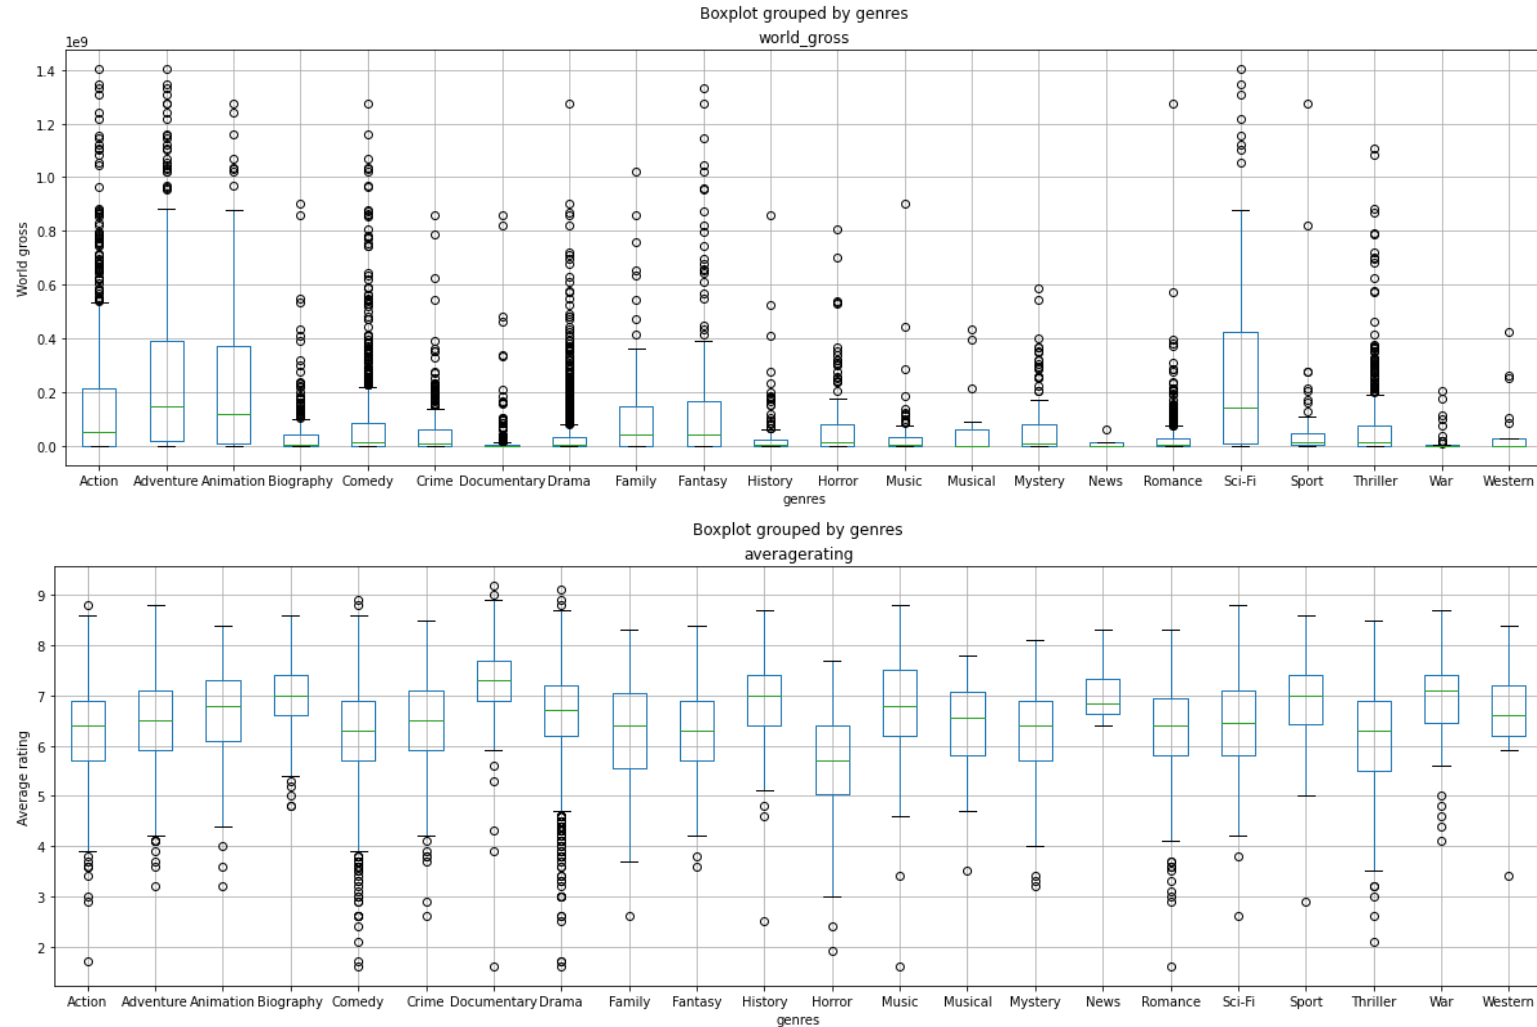 Boxplot grouped by genres
world_gross
1e9
1.4
1.2
1.0
0.8
0.6
0.4
0.2
0.0
World gross
Action Adventure Animation Biography Comedy Crime Documentary Drama Family Fantasy History Horror Music Musical Mystery News Romance Sci-Fi Sport Thriller War Western
genres
Boxplot grouped by genres
averagerating
9
8
7
6
5
4
3
2
Average rating
Action Adventure Animation Biography Comedy Crime Documentary Drama Family Fantasy History Horror Music Musical Mystery News Romance Sci-Fi Sport Thriller War Western
genres